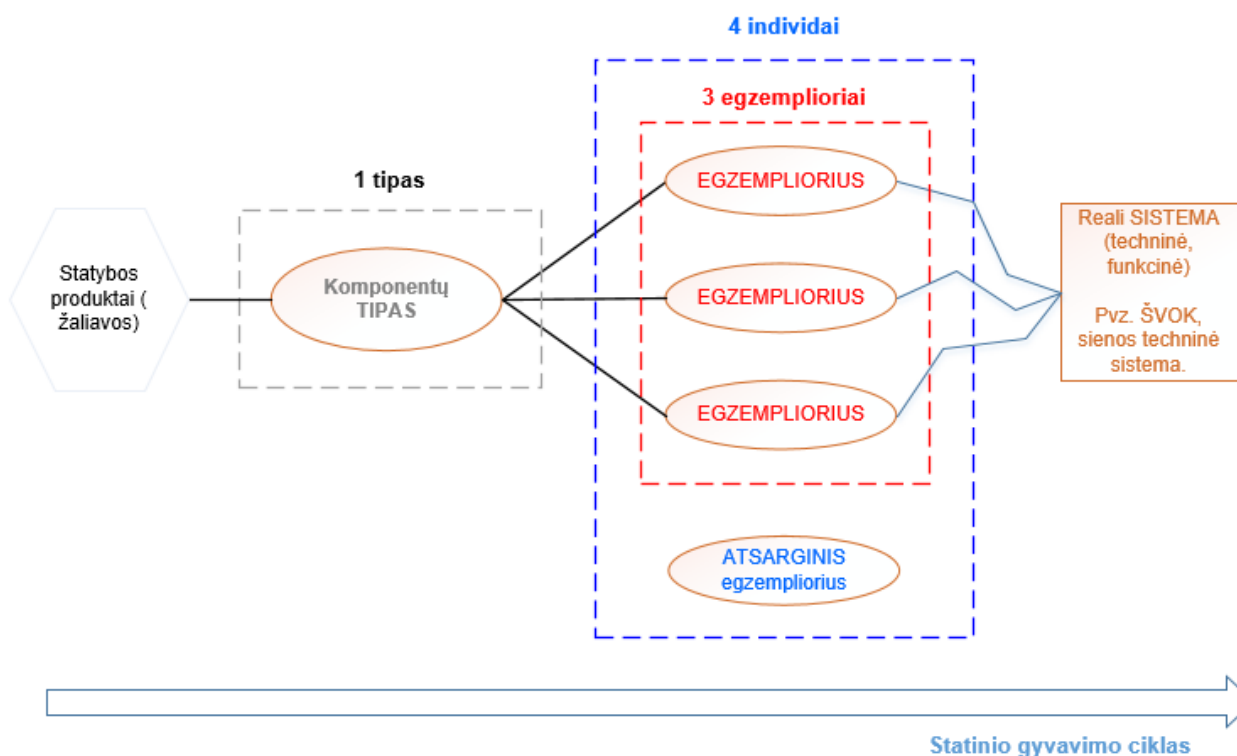 4 individai
3 egzemplioriai
1 tipas
Statybos
produktai (
žaliavos)
Komponentų
TIPAS
EGZEMPLIORIUS
EGZEMPLIORIUS
EGZEMPLIORIUS
ATSARGINIS
egzempliorius
Reali SISTEMA
(techninė,
funkcinė)
Pvz. ŠVOK,
sienos techninė
sistema.
Statinio gyvavimo ciklas